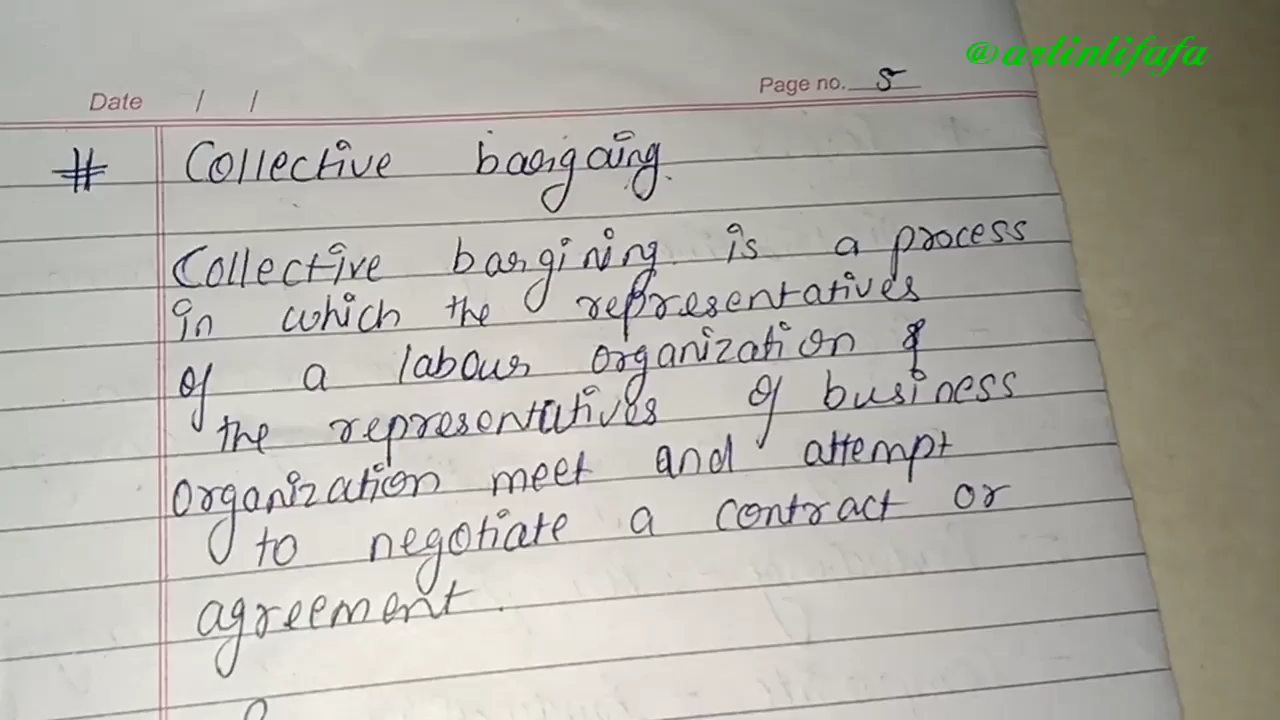 @arlinlifafa
Date / / Page no. 5
# Collective bargaing
Collective bargining is a process
in which the representatives
of a labour organization &
the representatives of business
organization meet and attempt
to negotiate a contract or
agreement.